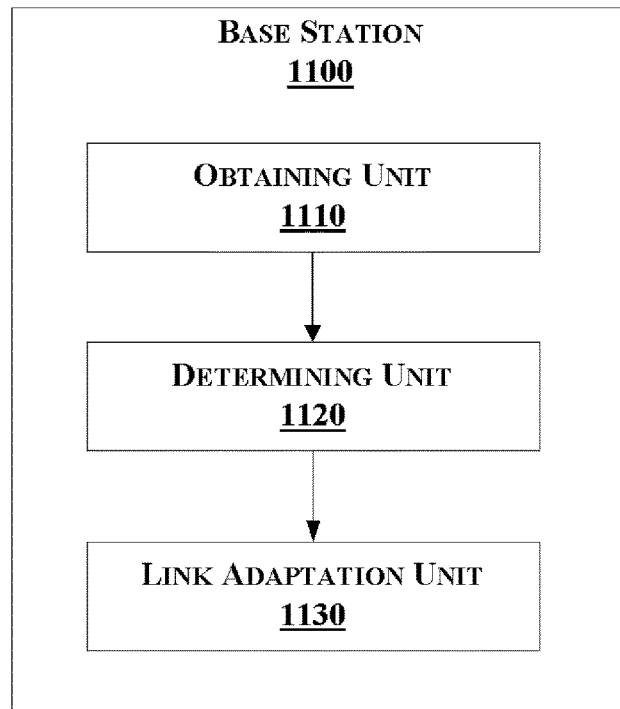 BASE STATION
1100
OBTAINING UNIT
1110
DETERMINING UNIT
1120
LINK ADAPTATION UNIT
1130